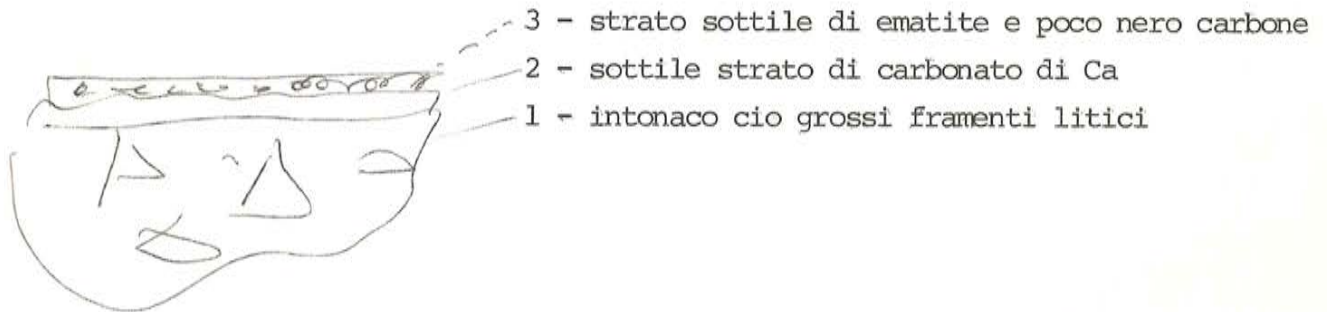 3 - strato sottile di ematite e poco nero carbone
2 - sottile strato di carbonato di Ca
1 - intonaco cio grossi framenti litici